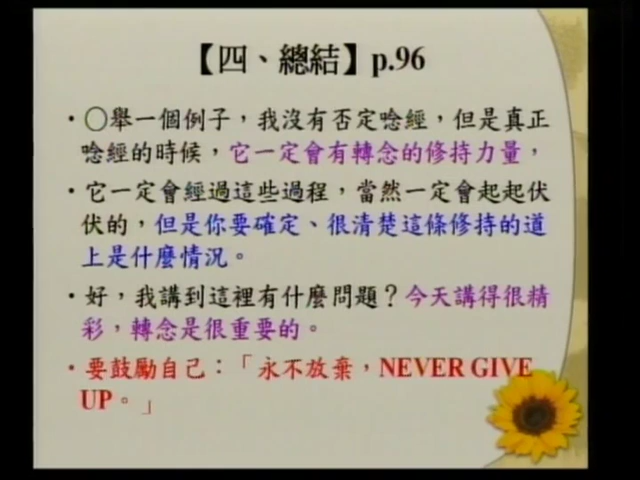 【四、總結】p.96
•〇舉一個例子，我沒有否定唸經，但是真正
唸經的時候，它一定會有轉念的修持力量，
•它一定會經過這些過程，當然一定會起起伏
伏的，但是你要確定、很清楚這條修持的道
上是什麼情況。
•好，我講到這裡有什麼問題？今天講得很精
彩，轉念是很重要的。
•要鼓勵自己：「永不放棄，NEVER GIVE
UP。」